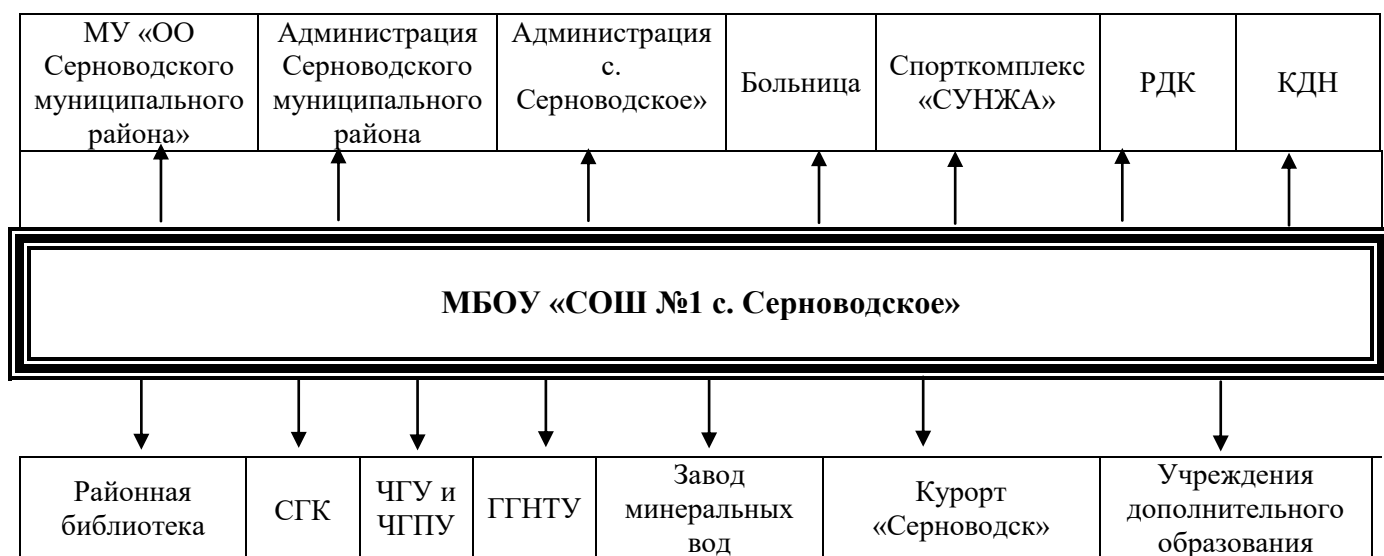 МУ «ОО
Серноводского
муниципального
района»
Администрация
Серноводского
муниципального
района
Администрация
с.
Серноводское»
Больница
Спорткомплекс
«СУНЖА»
РДК
КДН
МБОУ «СОШ №1 с. Серноводское»
Районная
библиотека
СГК
ЧГУ и
ЧГПУ
ГГНТУ
Завод
минеральных
вод
Курорт
«Серноводск»
Учреждения
дополнительного
образования